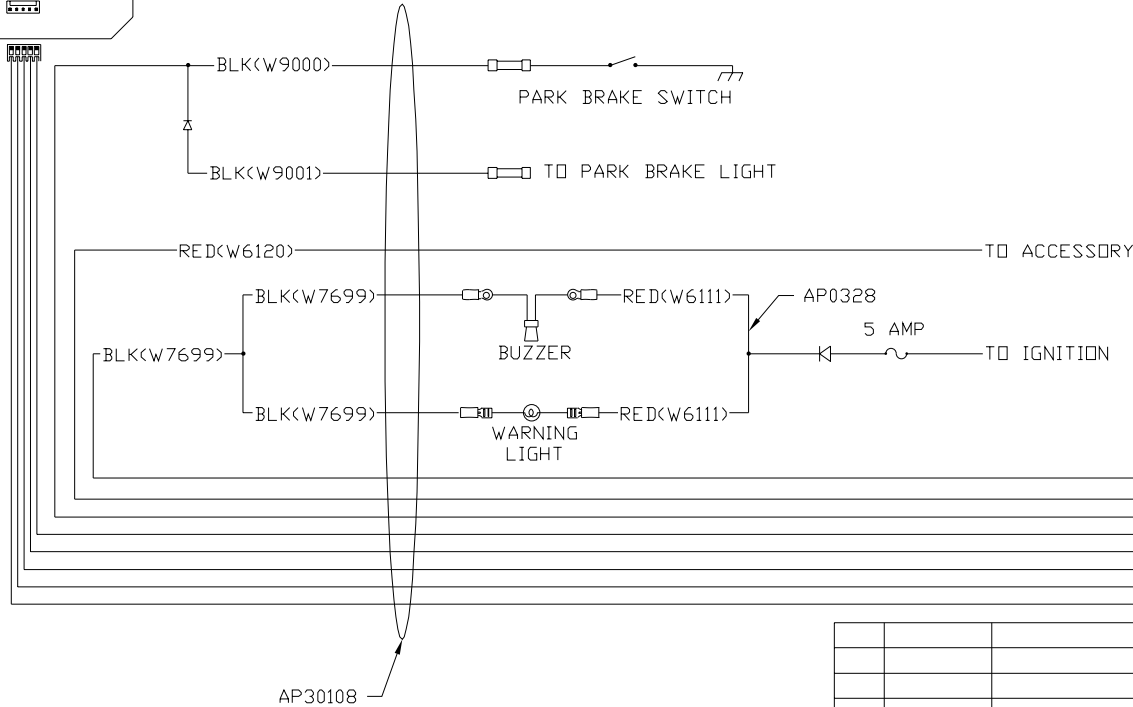 BLK(W9000)
PARK BRAKE SWITCH
BLK(W9001)
TO PARK BRAKE LIGHT
RED(W6120)
TO ACCESSORY
BLK(W7699)
RED(W6111)
AP0328
5 AMP
BUZZER
BLK(W7699)
TO IGNITION
BLK(W7699)
RED(W6111)
WARNING
LIGHT
AP30108